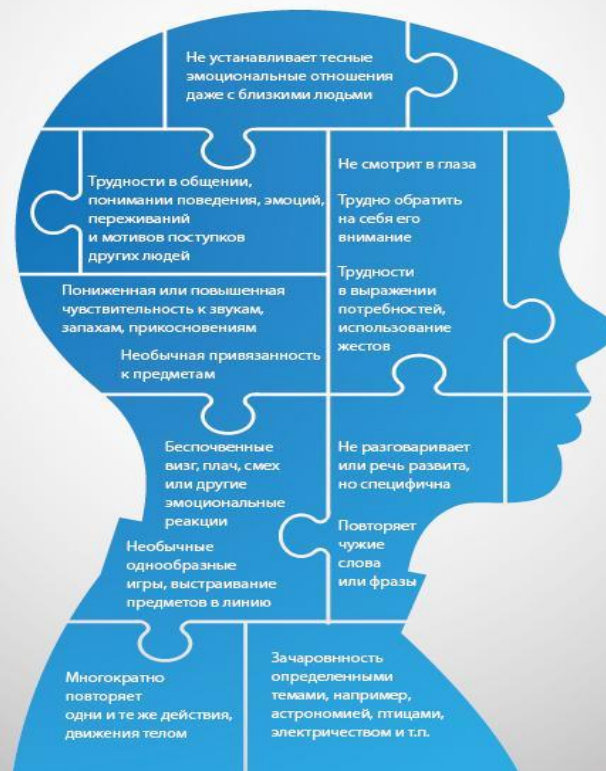 Не устанавливает тесные
эмоциональные отношения
даже с близкими людьми
Трудности в общении,
понимании поведения, эмоций,
переживаний
и мотивов поступков
других людей
Не смотрит в глаза
Трудно обратить
на себя его
внимание
Трудности
в выражении
потребностей,
использование
жестов
Пониженная или повышенная
чувствительность к звукам,
запахам, прикосновениям
Необычная привязанность
к предметам
Беспочвенные
визг, плач, смех
или другие
эмоциональные
реакции
Необычные
однообразные
игры, выстраивание
предметов в линию
Не разговаривает
или речь развита,
но специфична
Повторяет
чужие
слова
или фразы
Многократно
повторяет
одни и те же действия,
движения телом
Зачаровнность
определенными
темами, например,
астрономией, птицами,
электричеством и т.п.